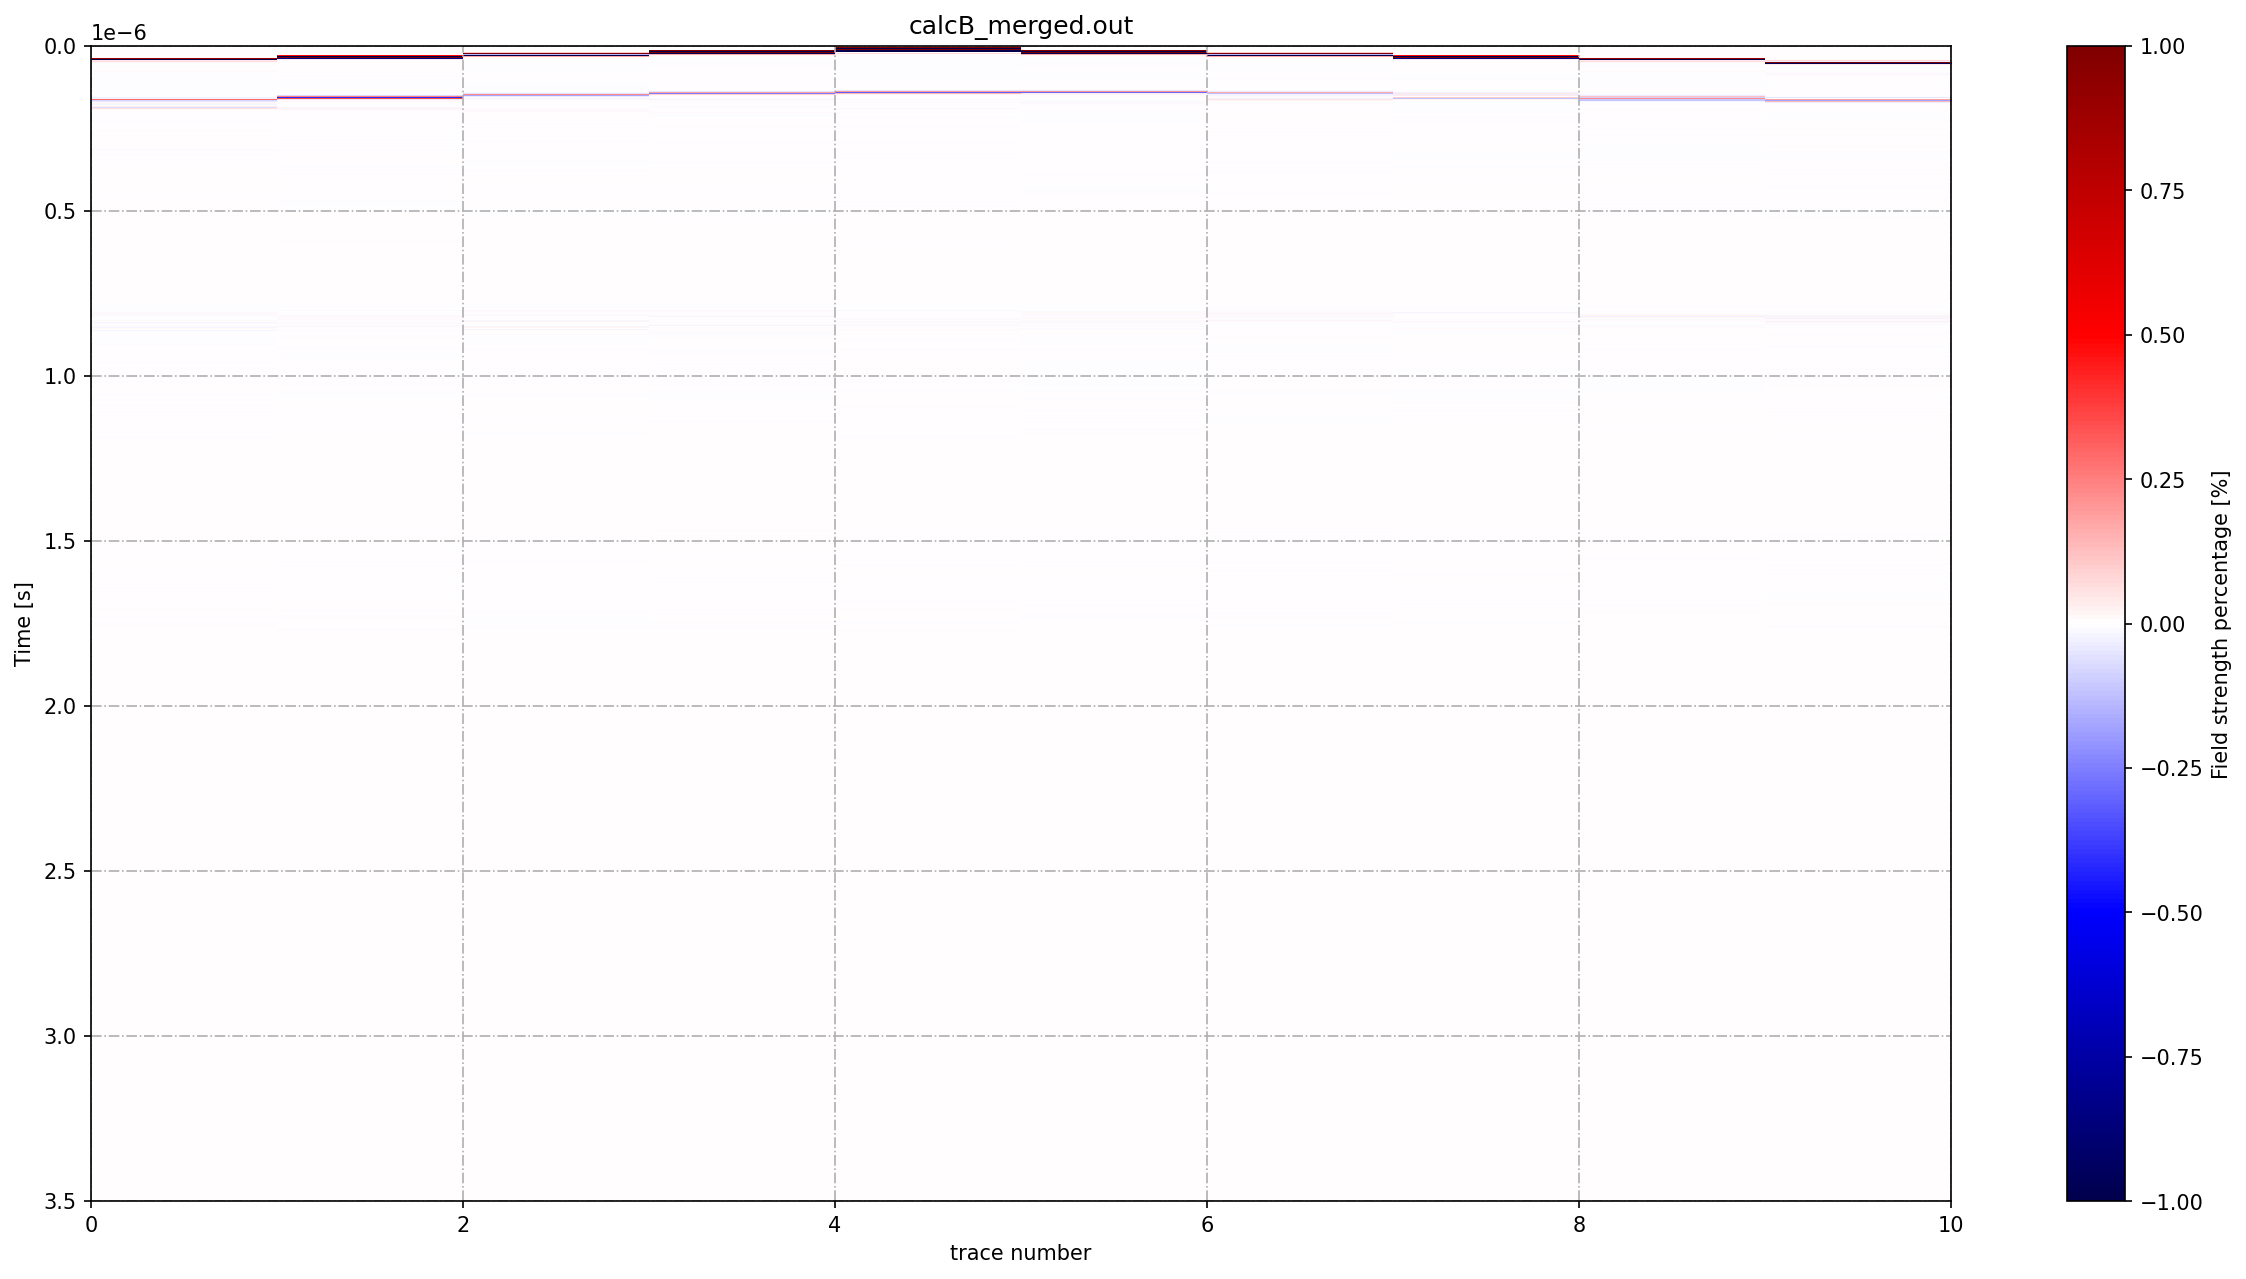 calcB_merged.out
1e−6
0.0
0.5
1.0
1.5
2.0
2.5
3.0
3.5
Time [s]
0 2 4 6 8 10
trace number
1.00
0.75
0.50
0.25
0.00
−0.25
−0.50
−0.75
−1.00
Field strength percentage [%]